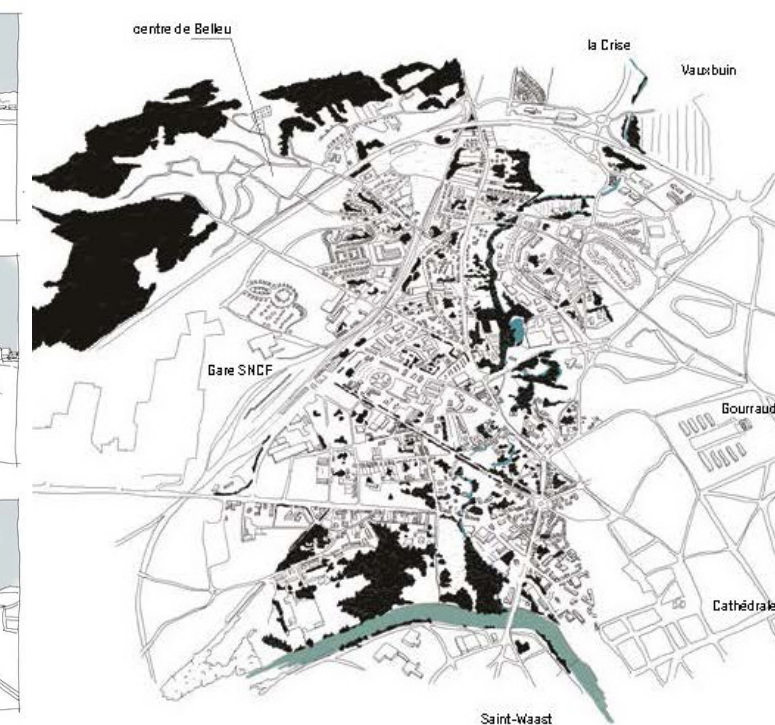 centre de Belleu
la Crise
Vauxbuin
Gare SNCF
Gourraud
Cathédrale
Saint-Waast